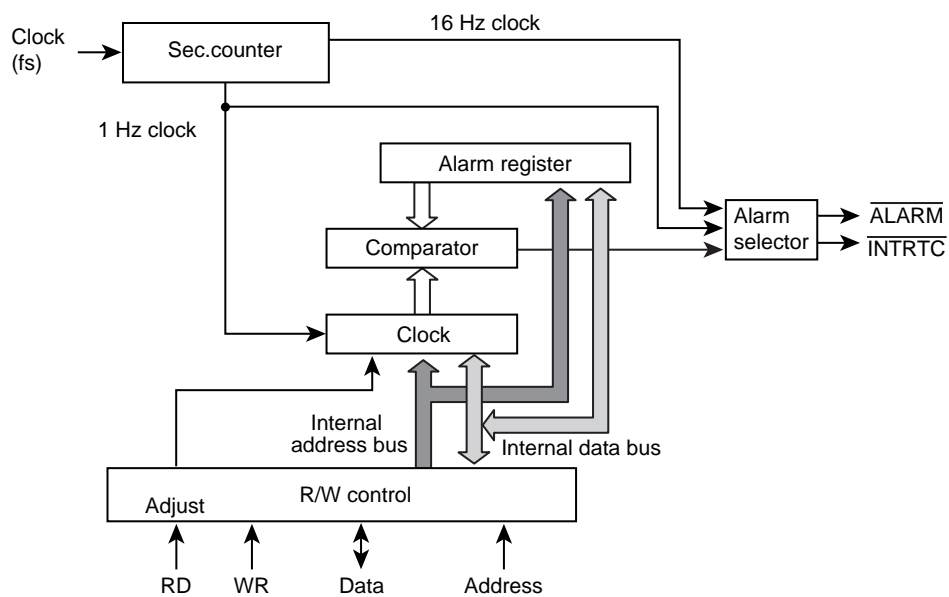 16 Hz clock
Clock
(fs)
Sec.counter
1 Hz clock
Alarm register
Alarm
selector
ALARM
INTRTC
Comparator
Clock
Internal
address bus
Internal data bus
R/W control
Adjust
RD
WR
Data
Address